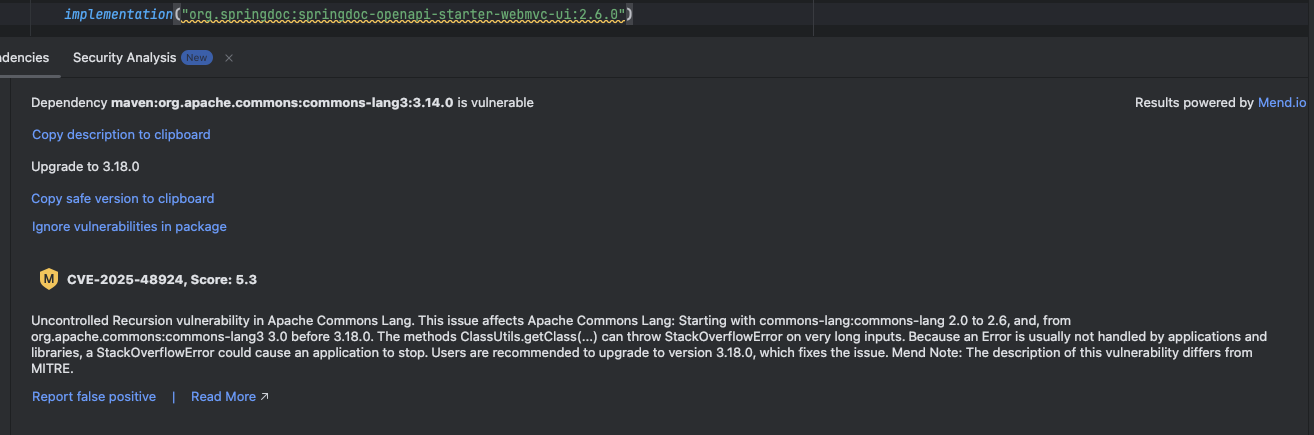 implementation("org.springdoc:springdoc-openapi-starter-webmvc-ui:2.6.0")
ndencies Security Analysis New ×
Dependency maven:org.apache.commons:commons-lang3:3.14.0 is vulnerable Results powered by Mend.io
Copy description to clipboard
Upgrade to 3.18.0
Copy safe version to clipboard
Ignore vulnerabilities in package
M CVE-2025-48924, Score: 5.3
Uncontrolled Recursion vulnerability in Apache Commons Lang. This issue affects Apache Commons Lang: Starting with commons-lang:commons-lang 2.0 to 2.6, and, from
org.apache.commons:commons-lang3 3.0 before 3.18.0. The methods ClassUtils.getClass(...) can throw StackOverflowError on very long inputs. Because an Error is usually not handled by applications and
libraries, a StackOverflowError could cause an application to stop. Users are recommended to upgrade to version 3.18.0, which fixes the issue. Mend Note: The description of this vulnerability differs from
MITRE.
Report false positive | Read More ↗